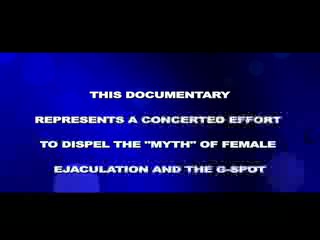 THIS DOCUMENTARY
REPRESENTS A CONCERTED EFFORT
TO DISPEL THE "MYTH" OF FEMALE
EJACULATION AND THE G-SPOT